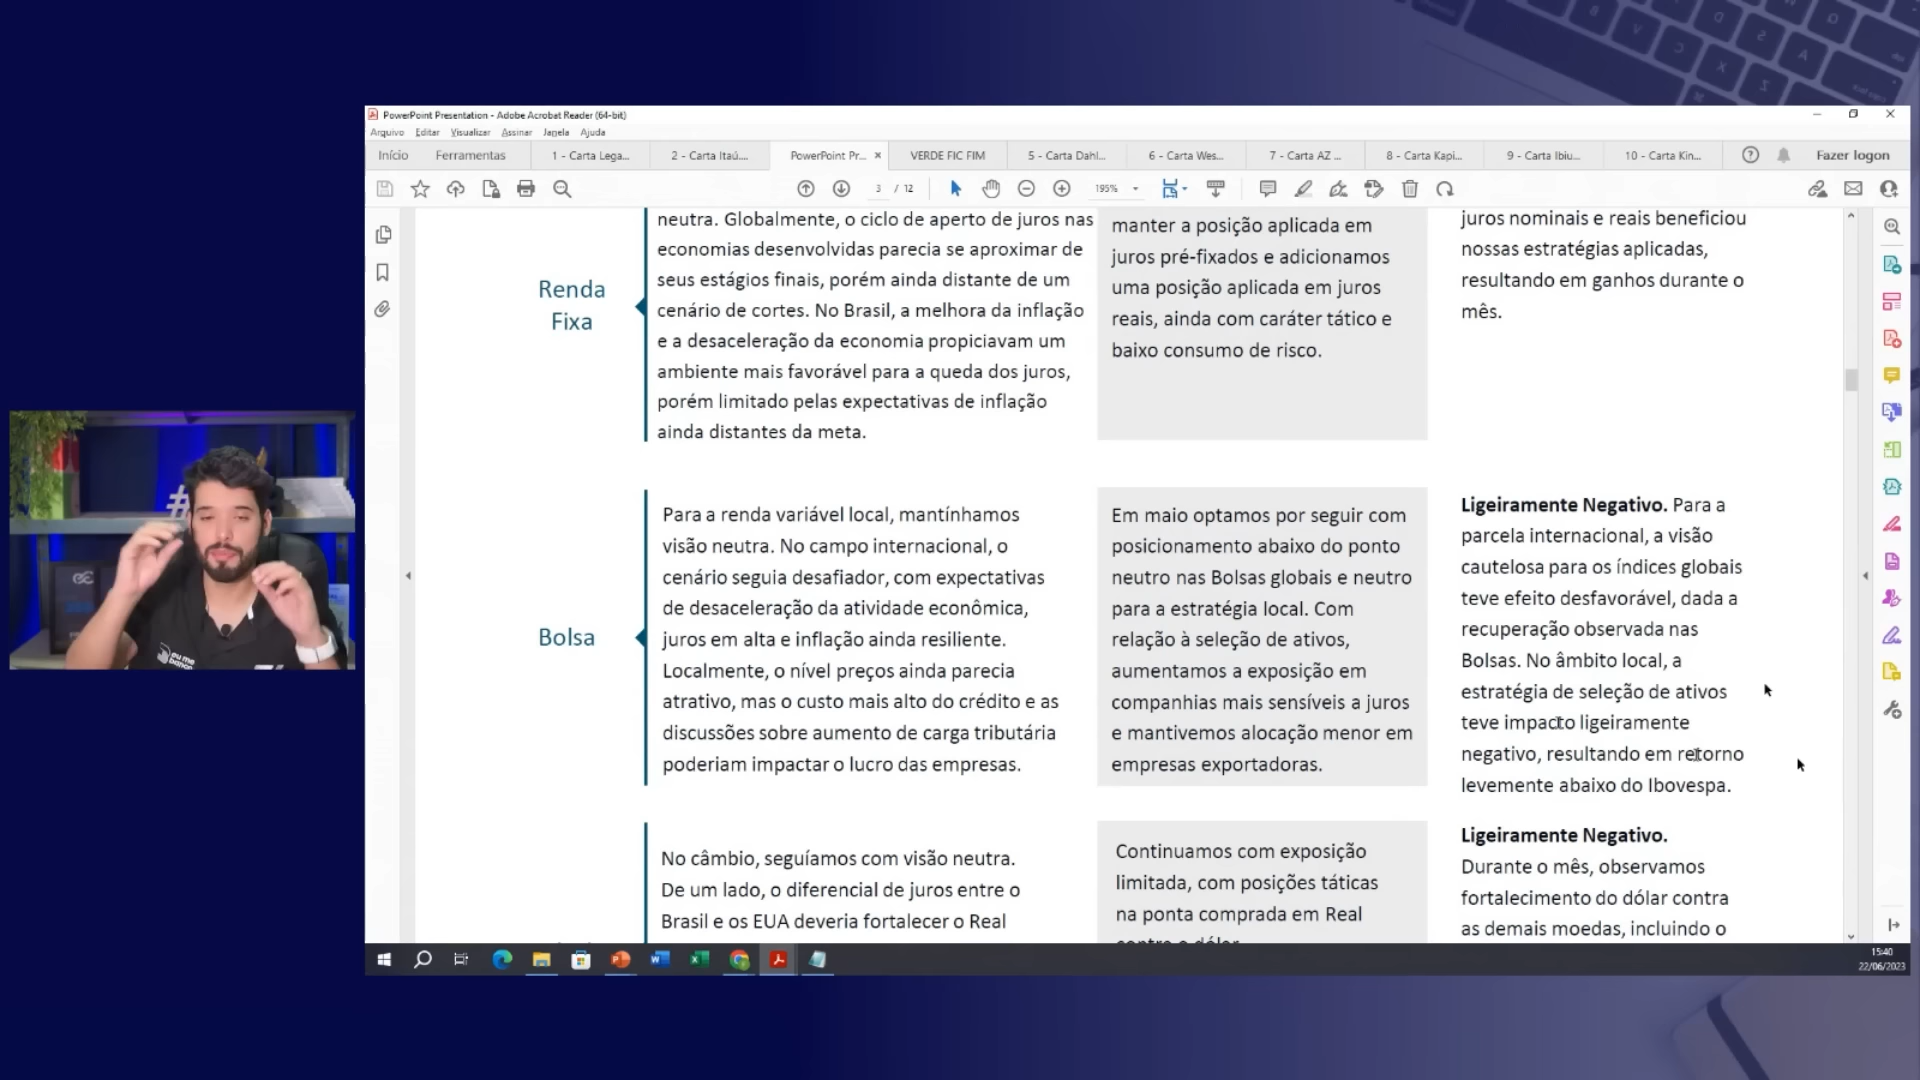 PowerPoint Presentation - Adobe Acrobat Reader (64-bit)
Arquivo Editar Visualizar Assinar Janela Ajuda
Início Ferramentas 1 - Carta Lega... 2 - Carta Itaú.... PowerPoint Pr... VERDE FIC FIM 5 - Carta Dahl... 6 - Carta Wes... 7 - Carta AZ ... 8 - Carta Kapi... 9 - Carta Ibiu... 10 - Carta Kin... Fazer logon
3 / 12 195%
Renda
Fixa
neutra. Globalmente, o ciclo de aperto de juros nas
economias desenvolvidas parecia se aproximar de
seus estágios finais, porém ainda distante de um
cenário de cortes. No Brasil, a melhora da inflação
e a desaceleração da economia propiciavam um
ambiente mais favorável para a queda dos juros,
porém limitado pelas expectativas de inflação
ainda distantes da meta.
manter a posição aplicada em
juros pré-fixados e adicionamos
uma posição aplicada em juros
reais, ainda com caráter tático e
baixo consumo de risco.
juros nominais e reais beneficiou
nossas estratégias aplicadas,
resultando em ganhos durante o
mês.
Bolsa
Para a renda variável local, mantínhamos
visão neutra. No campo internacional, o
cenário seguia desafiador, com expectativas
de desaceleração da atividade econômica,
juros em alta e inflação ainda resiliente.
Localmente, o nível preços ainda parecia
atrativo, mas o custo mais alto do crédito e as
discussões sobre aumento de carga tributária
poderiam impactar o lucro das empresas.
Em maio optamos por seguir com
posicionamento abaixo do ponto
neutro nas Bolsas globais e neutro
para a estratégia local. Com
relação à seleção de ativos,
aumentamos a exposição em
companhias mais sensíveis a juros
e mantivemos alocação menor em
empresas exportadoras.
Ligeiramente Negativo. Para a
parcela internacional, a visão
cautelosa para os índices globais
teve efeito desfavorável, dada a
recuperação observada nas
Bolsas. No âmbito local, a
estratégia de seleção de ativos
teve impacto ligeiramente
negativo, resultando em retorno
levemente abaixo do Ibovespa.
No câmbio, seguíamos com visão neutra.
De um lado, o diferencial de juros entre o
Brasil e os EUA deveria fortalecer o Real
Continuamos com exposição
limitada, com posições táticas
na ponta comprada em Real
contra o dólar
Ligeiramente Negativo.
Durante o mês, observamos
fortalecimento do dólar contra
as demais moedas, incluindo o
15:40
22/06/2023
#
eu me
banco